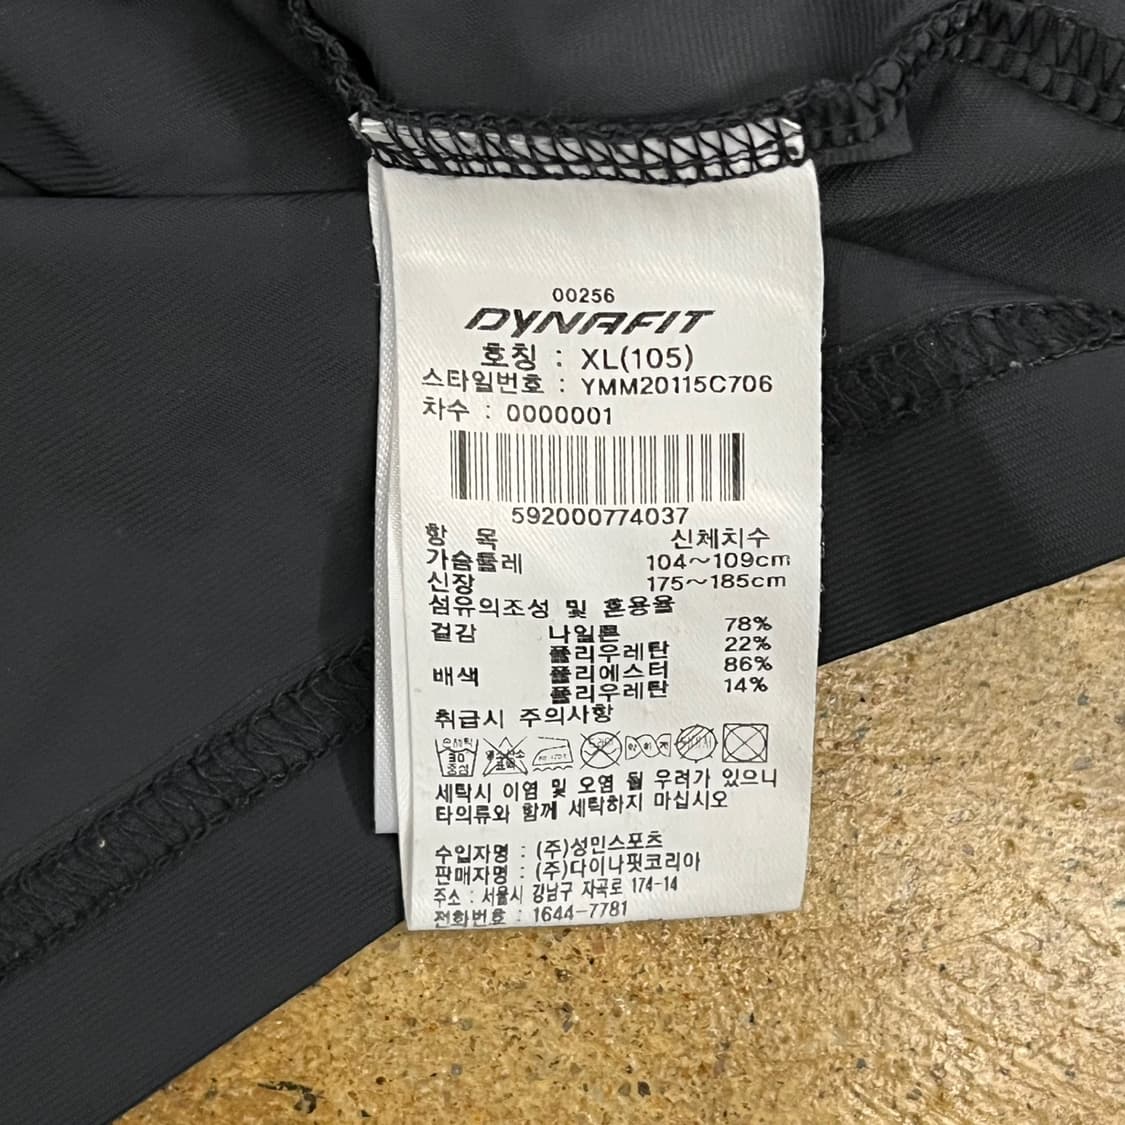 00256
DYNAFIT
호칭 : XL(105)
스타일번호 : YMM20115C706
차수 : 0000001
592000774037
항 목 신체치수
가슴둘레 104~109cm
신장 175~185cm
섬유의조성 및 혼용율
겉감 나일론 78%
폴리우레탄 22%
배색 폴리에스터 86%
폴리우레탄 14%
취급시 주의사항
손세탁
30
중성
세탁시 이염 및 오염 될 우려가 있으니
타의류와 함께 세탁하지 마십시오
수입자명 : (주)성민스포츠
판매자명 : (주)다이나핏코리아
주소 : 서울시 강남구 자곡로 174-14
전화번호 : 1644-7781